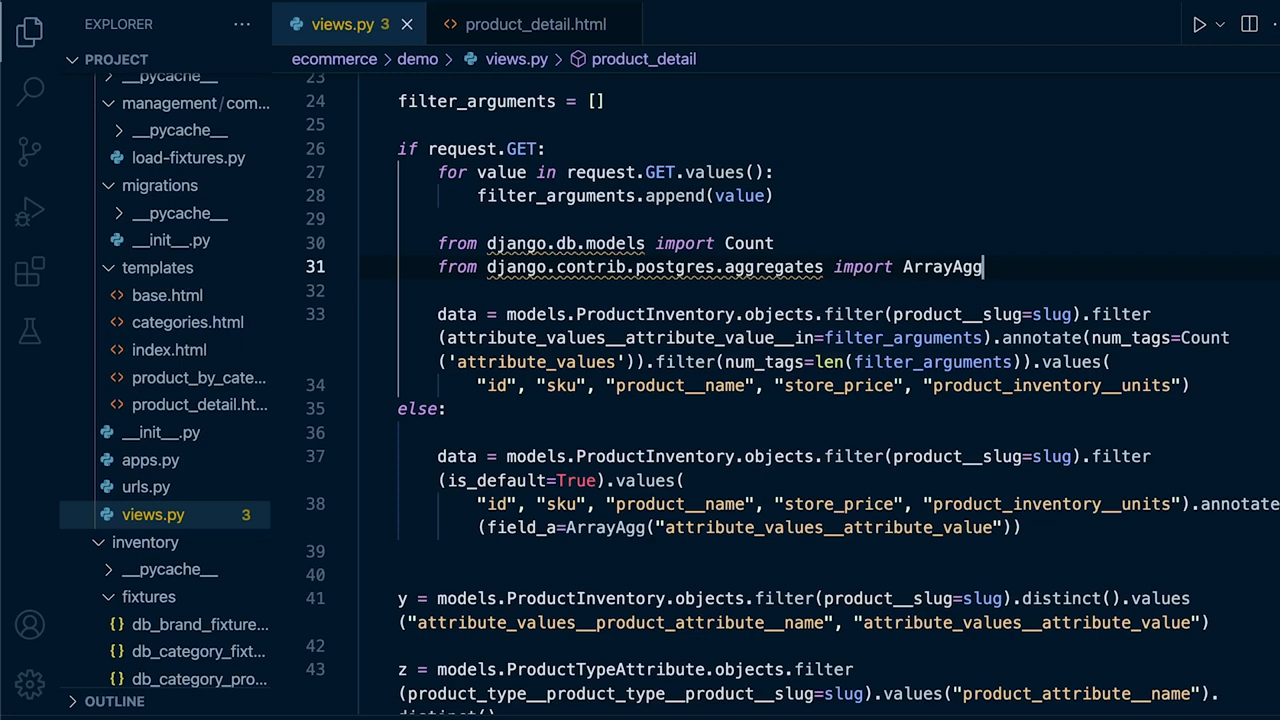 EXPLORER
views.py 3
product_detail.html
PROJECT
ecommerce > demo > views.py > product_detail
__pycache__
management/com...
__pycache__
load-fixtures.py
migrations
__pycache__
__init__.py
templates
base.html
categories.html
index.html
product_by_cate...
product_detail.ht...
__init__.py
apps.py
urls.py
views.py 3
inventory
__pycache__
fixtures
db_brand_fixture...
db_category_fixt...
db_category_pro...
OUTLINE
23
24 filter_arguments = []
25
26 if request.GET:
27 for value in request.GET.values():
28 filter_arguments.append(value)
29
30 from django.db.models import Count
31 from django.contrib.postgres.aggregates import ArrayAgg
32
33 data = models.ProductInventory.objects.filter(product__slug=slug).filter
(attribute_values__attribute_value__in=filter_arguments).annotate(num_tags=Count
('attribute_values')).filter(num_tags=len(filter_arguments)).values(
34 "id", "sku", "product__name", "store_price", "product_inventory__units")
35 else:
36
37 data = models.ProductInventory.objects.filter(product__slug=slug).filter
(is_default=True).values(
38 "id", "sku", "product__name", "store_price", "product_inventory__units").annotate
(field_a=ArrayAgg("attribute_values__attribute_value"))
39
40
41 y = models.ProductInventory.objects.filter(product__slug=slug).distinct().values
("attribute_values__product_attribute__name", "attribute_values__attribute_value")
42
43 z = models.ProductTypeAttribute.objects.filter
(product_type__product_type__product__slug=slug).values("product_attribute__name").
distinct()